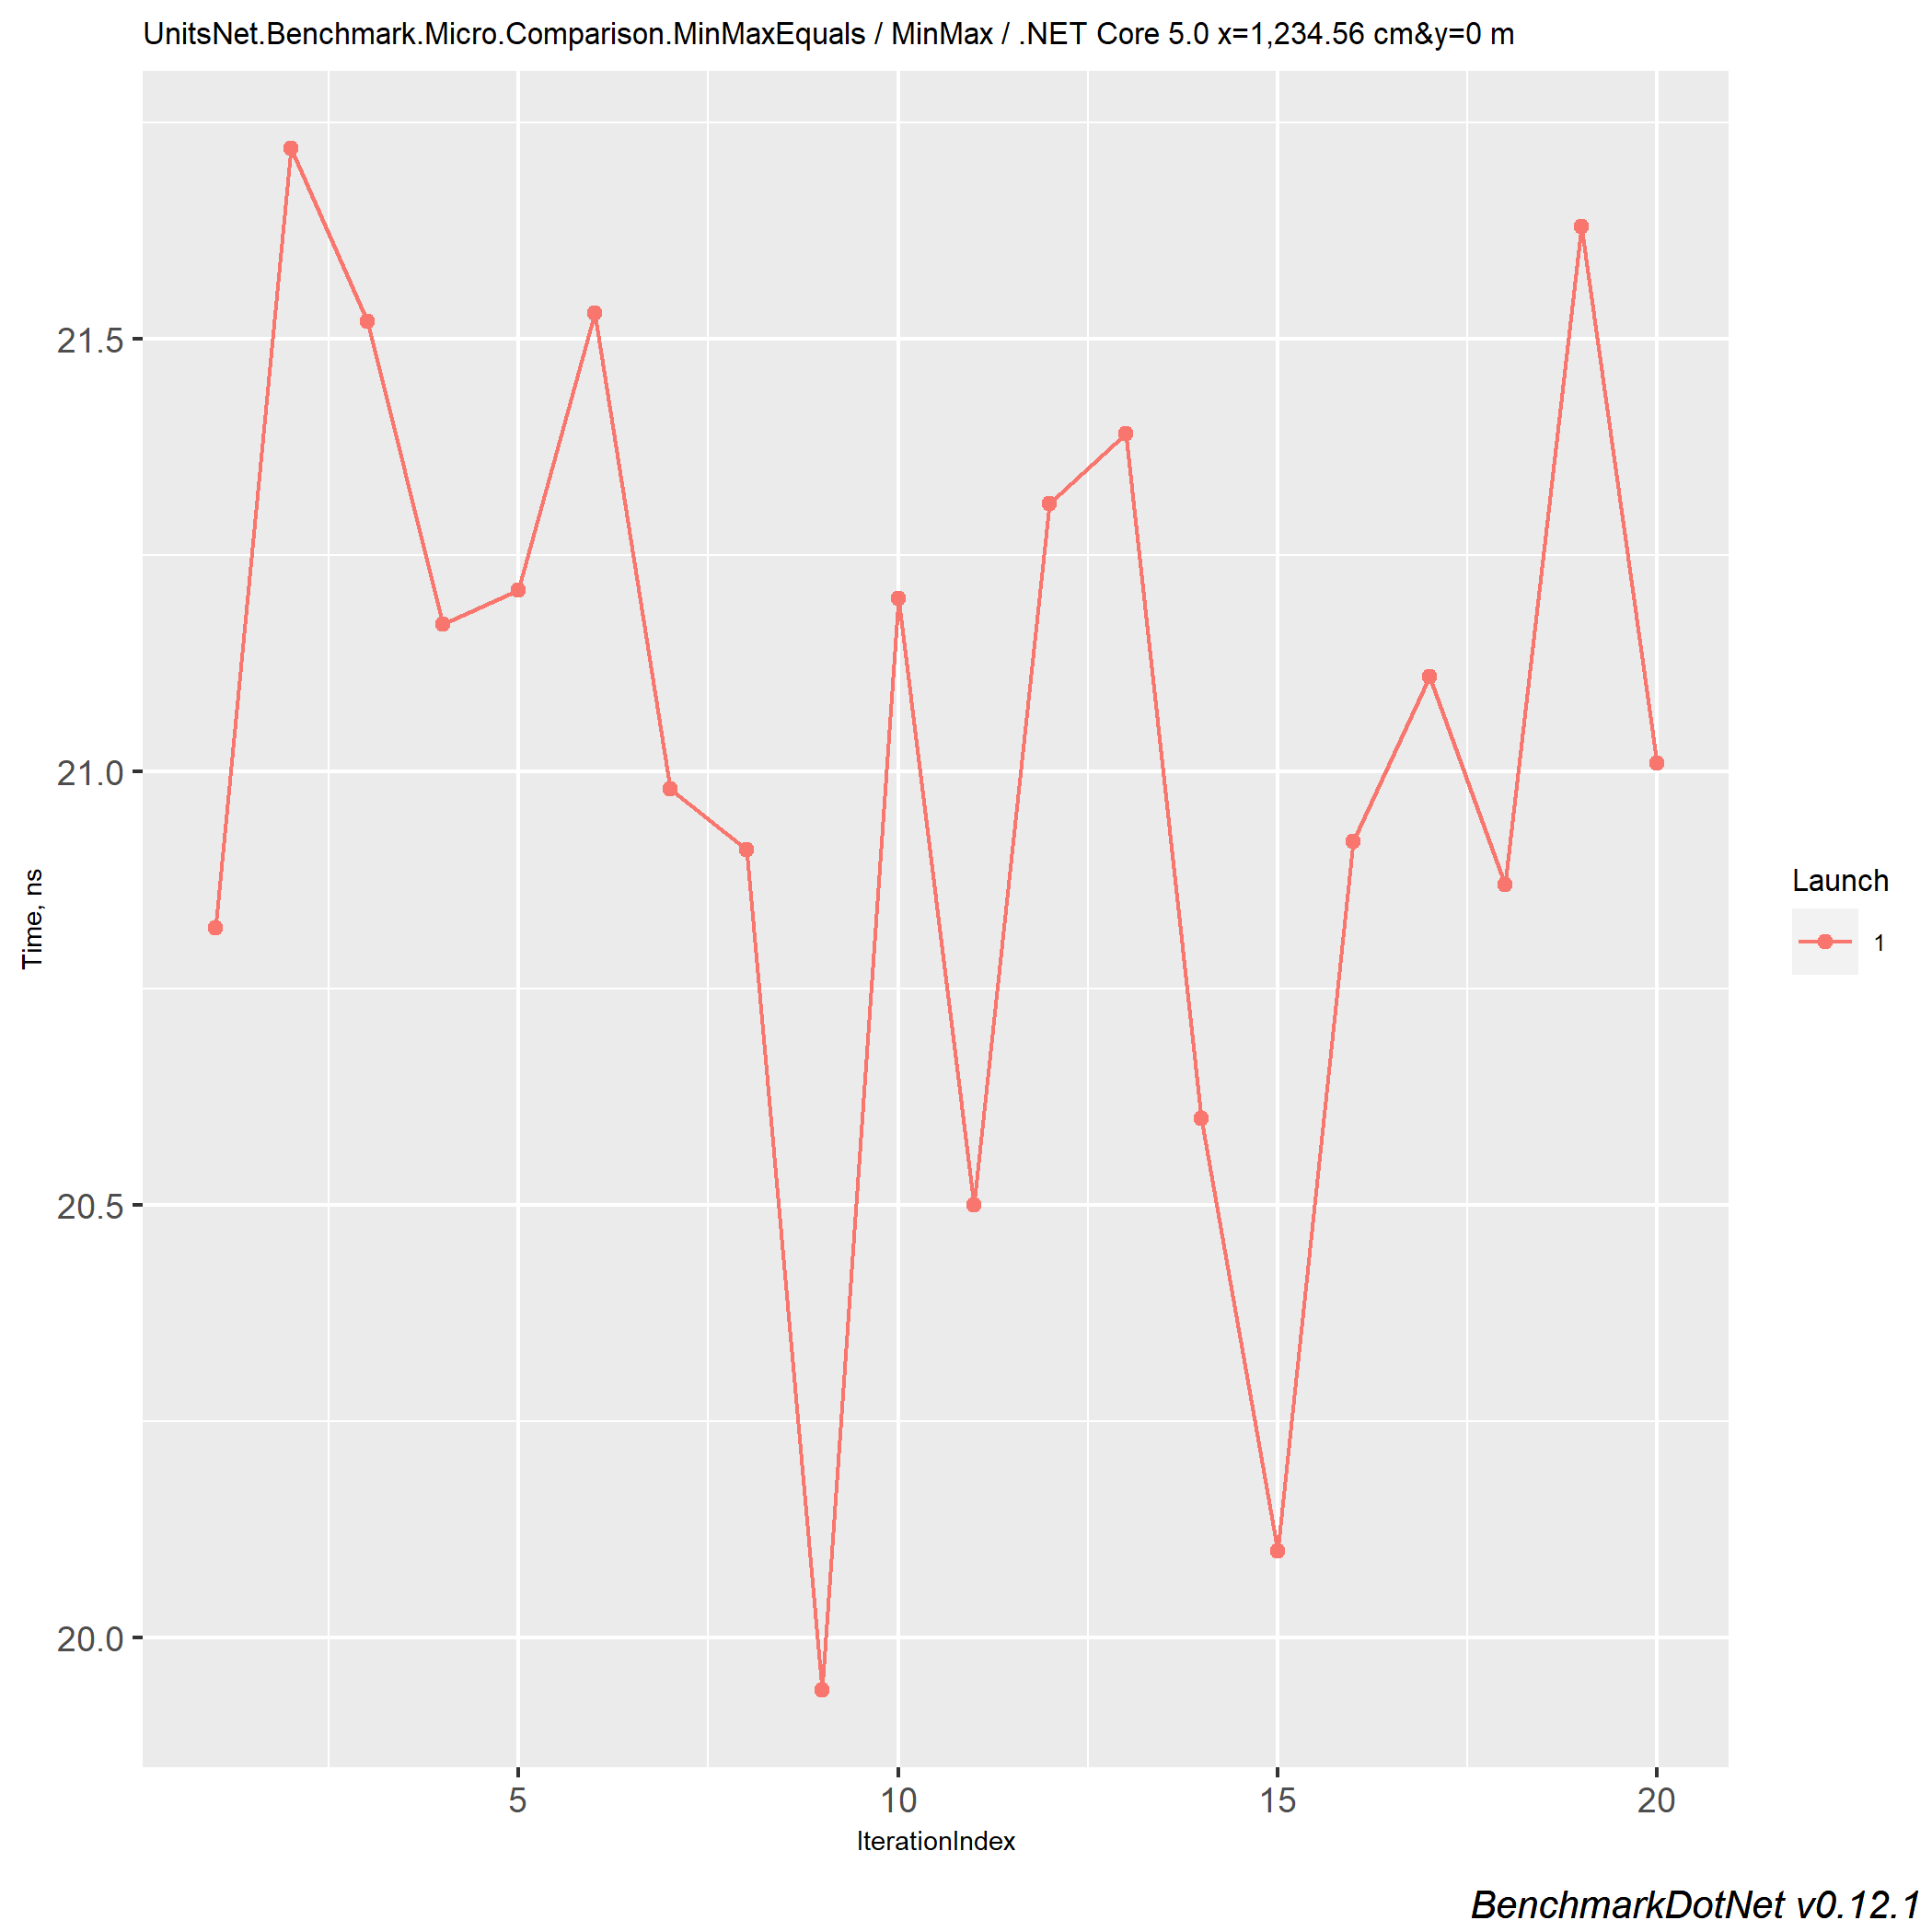 UnitsNet.Benchmark.Micro.Comparison.MinMaxEquals / MinMax / .NET Core 5.0 x=1,234.56 cm&y=0 m
21.5
21.0
20.5
20.0
Time, ns
5 10 15 20
IterationIndex
Launch
1
BenchmarkDotNet v0.12.1